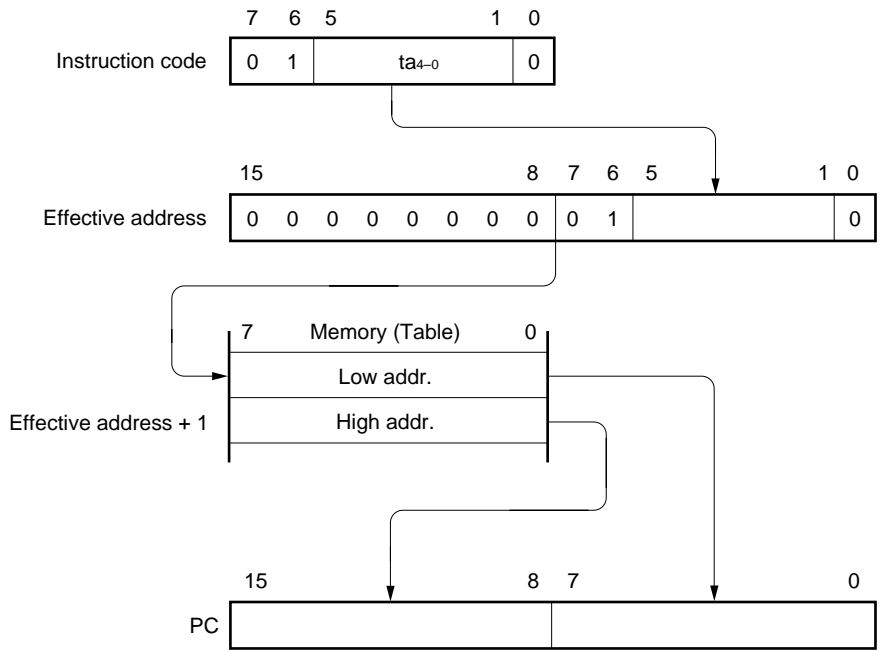 7 6 5 1 0
Instruction code 0 1 ta4–0 0
15 8 7 6 5 1 0
Effective address 0 0 0 0 0 0 0 0 0 1 0
7 Memory (Table) 0
Low addr.
Effective address + 1 High addr.
15 8 7 0
PC